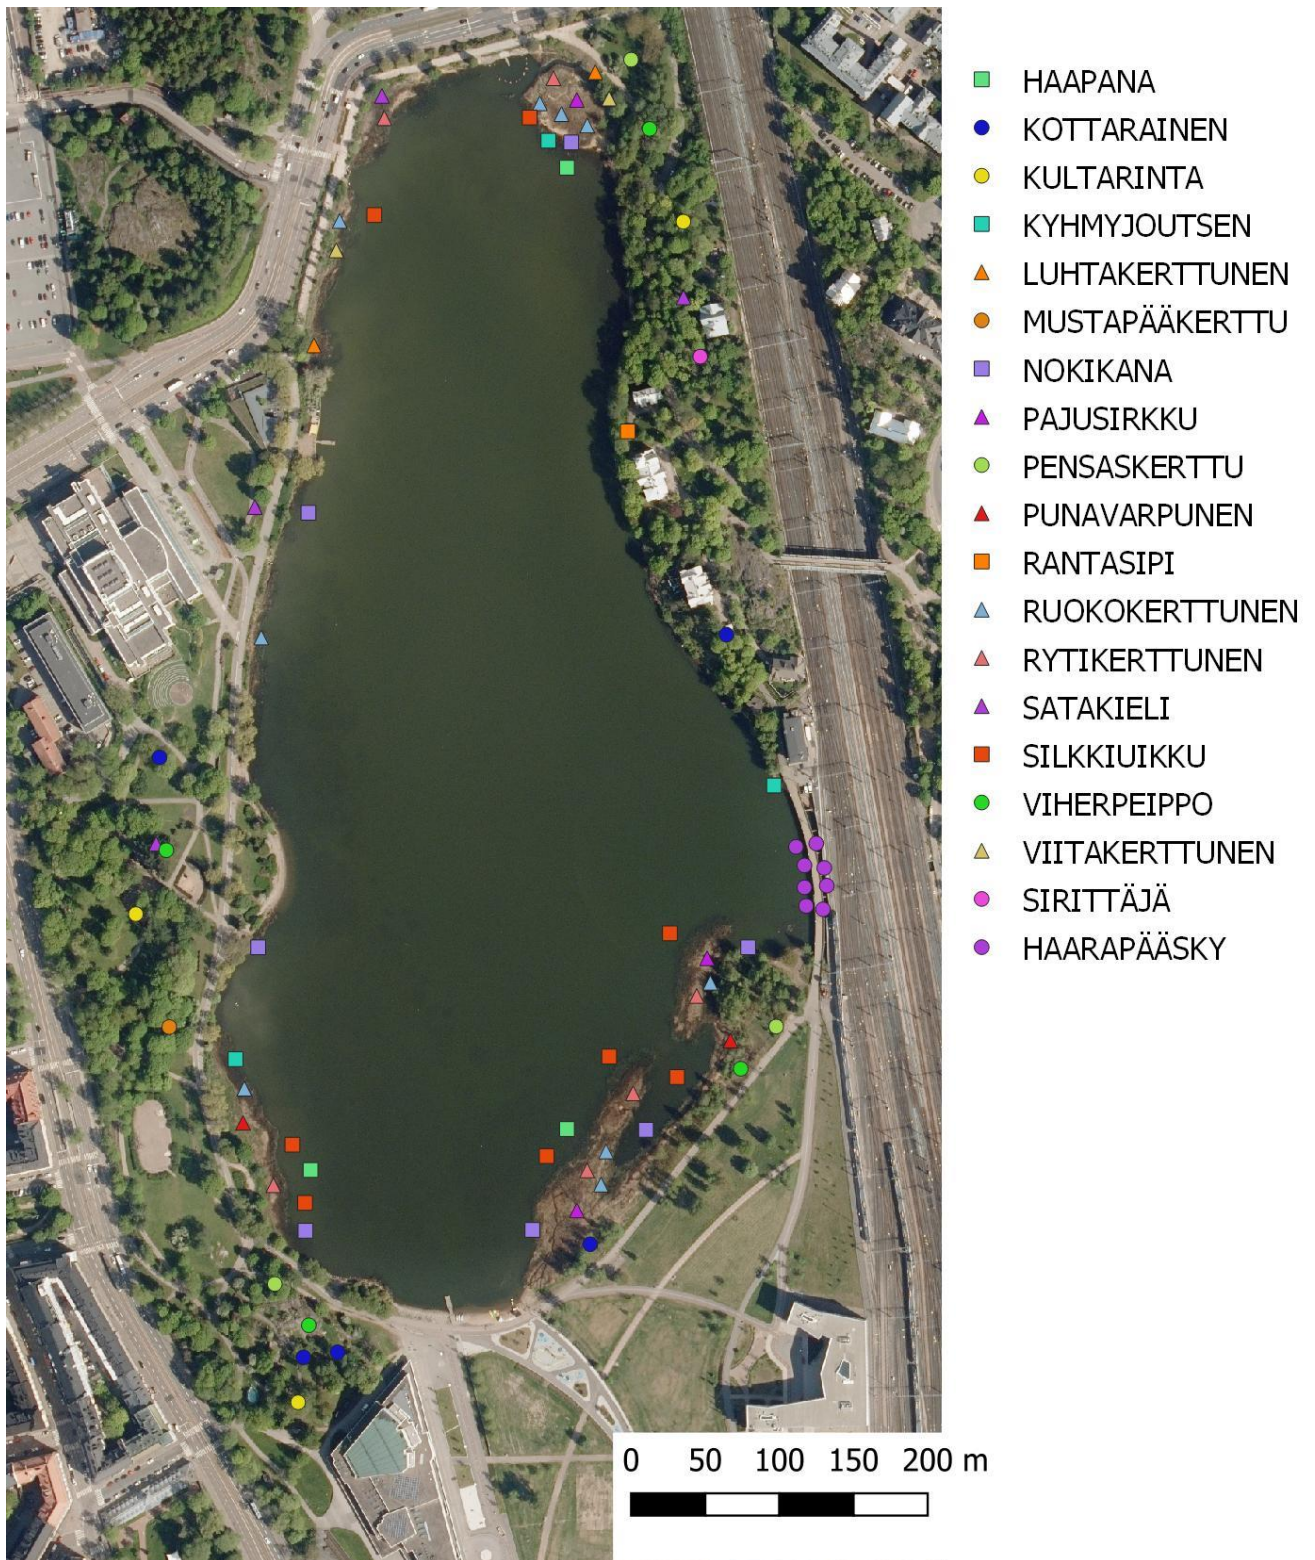 HAAPANA
KOTTARAINEN
KULTARINTA
KYHMYJOUTSEN
LUHTAKERTTUNEN
MUSTAPÄÄKERTTU
NOKIKANA
PAJUSIRKKU
PENSASKERTTU
PUNAVARPUNEN
RANTASIPI
RUOKOKERTTUNEN
RYTIKERTTUNEN
SATAKIELI
SILKKIUIKKU
VIHERPEIPPO
VIITAKERTTUNEN
SIRITTÄJÄ
HAARAPÄÄSKY
0 50 100 150 200 m